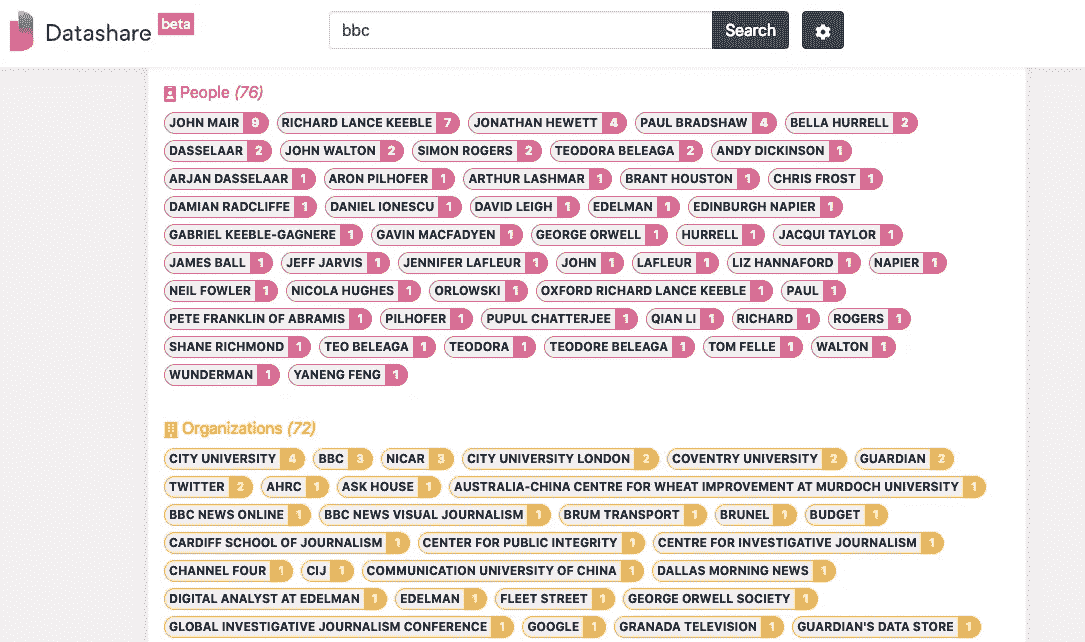 Datashare beta bbc Search
People (76)
JOHN MAIR 9 RICHARD LANCE KEEBLE 7 JONATHAN HEWETT 4 PAUL BRADSHAW 4 BELLA HURRELL 2
DASSELAAR 2 JOHN WALTON 2 SIMON ROGERS 2 TEODORA BELEAGA 2 ANDY DICKINSON 1
ARJAN DASSELAAR 1 ARON PILHOFER 1 ARTHUR LASHMAR 1 BRANT HOUSTON 1 CHRIS FROST 1
DAMIAN RADCLIFFE 1 DANIEL IONESCU 1 DAVID LEIGH 1 EDELMAN 1 EDINBURGH NAPIER 1
GABRIEL KEEBLE-GAGNERE 1 GAVIN MACFADYEN 1 GEORGE ORWELL 1 HURRELL 1 JACQUI TAYLOR 1
JAMES BALL 1 JEFF JARVIS 1 JENNIFER LAFLEUR 1 JOHN 1 LAFLEUR 1 LIZ HANNAFORD 1 NAPIER 1
NEIL FOWLER 1 NICOLA HUGHES 1 ORLOWSKI 1 OXFORD RICHARD LANCE KEEBLE 1 PAUL 1
PETE FRANKLIN OF ABRAMIS 1 PILHOFER 1 PUPUL CHATTERJEE 1 QIAN LI 1 RICHARD 1 ROGERS 1
SHANE RICHMOND 1 TEO BELEAGA 1 TEODORA 1 TEODORE BELEAGA 1 TOM FELLE 1 WALTON 1
WUNDERMAN 1 YANENG FENG 1
Organizations (72)
CITY UNIVERSITY 4 BBC 3 NICAR 3 CITY UNIVERSITY LONDON 2 COVENTRY UNIVERSITY 2 GUARDIAN 2
TWITTER 2 AHRC 1 ASK HOUSE 1 AUSTRALIA-CHINA CENTRE FOR WHEAT IMPROVEMENT AT MURDOCH UNIVERSITY 1
BBC NEWS ONLINE 1 BBC NEWS VISUAL JOURNALISM 1 BRUM TRANSPORT 1 BRUNEL 1 BUDGET 1
CARDIFF SCHOOL OF JOURNALISM 1 CENTER FOR PUBLIC INTEGRITY 1 CENTRE FOR INVESTIGATIVE JOURNALISM 1
CHANNEL FOUR 1 CIJ 1 COMMUNICATION UNIVERSITY OF CHINA 1 DALLAS MORNING NEWS 1
DIGITAL ANALYST AT EDELMAN 1 EDELMAN 1 FLEET STREET 1 GEORGE ORWELL SOCIETY 1
GLOBAL INVESTIGATIVE JOURNALISM CONFERENCE 1 GOOGLE 1 GRANADA TELEVISION 1 GUARDIAN'S DATA STORE 1